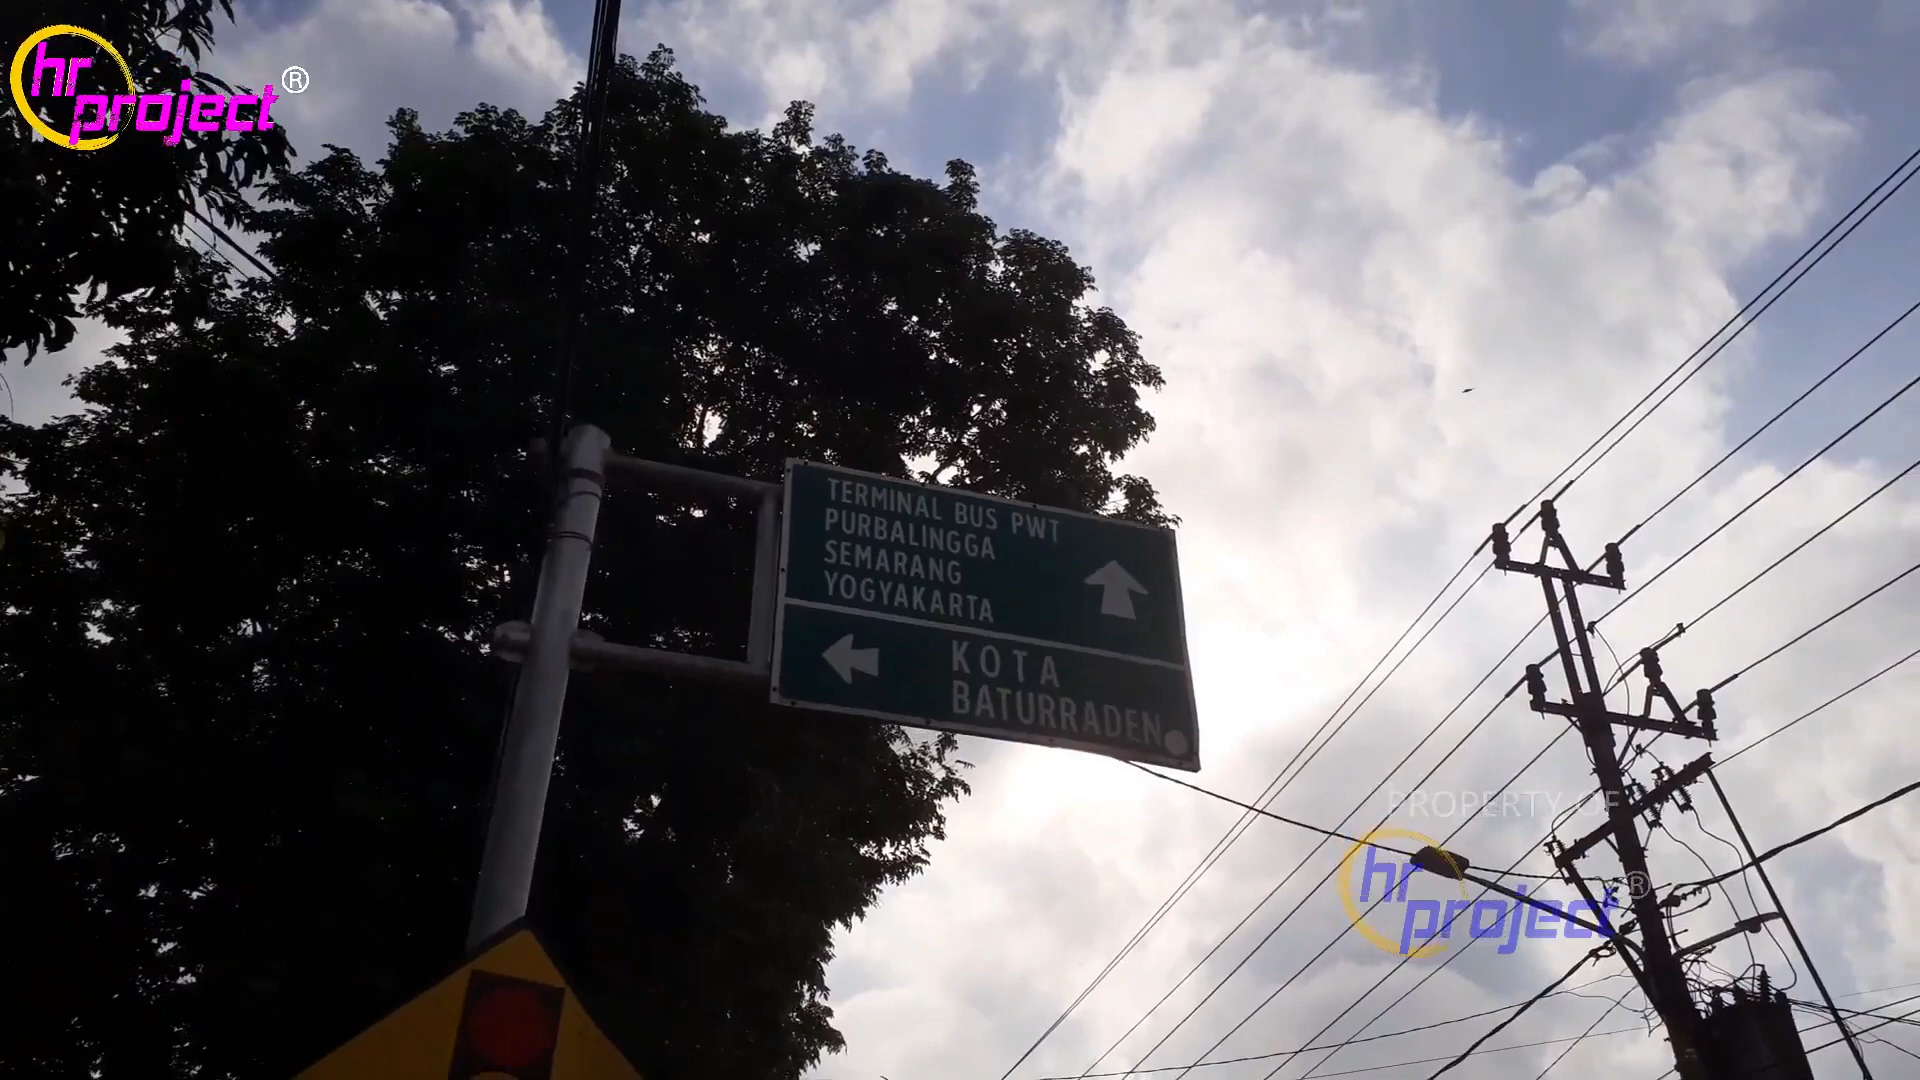 hr
project®
TERMINAL BUS PWT
PURBALINGGA
SEMARANG
YOGYAKARTA
KOTA
BATURRADEN
PROPERTY OF
hr
project®